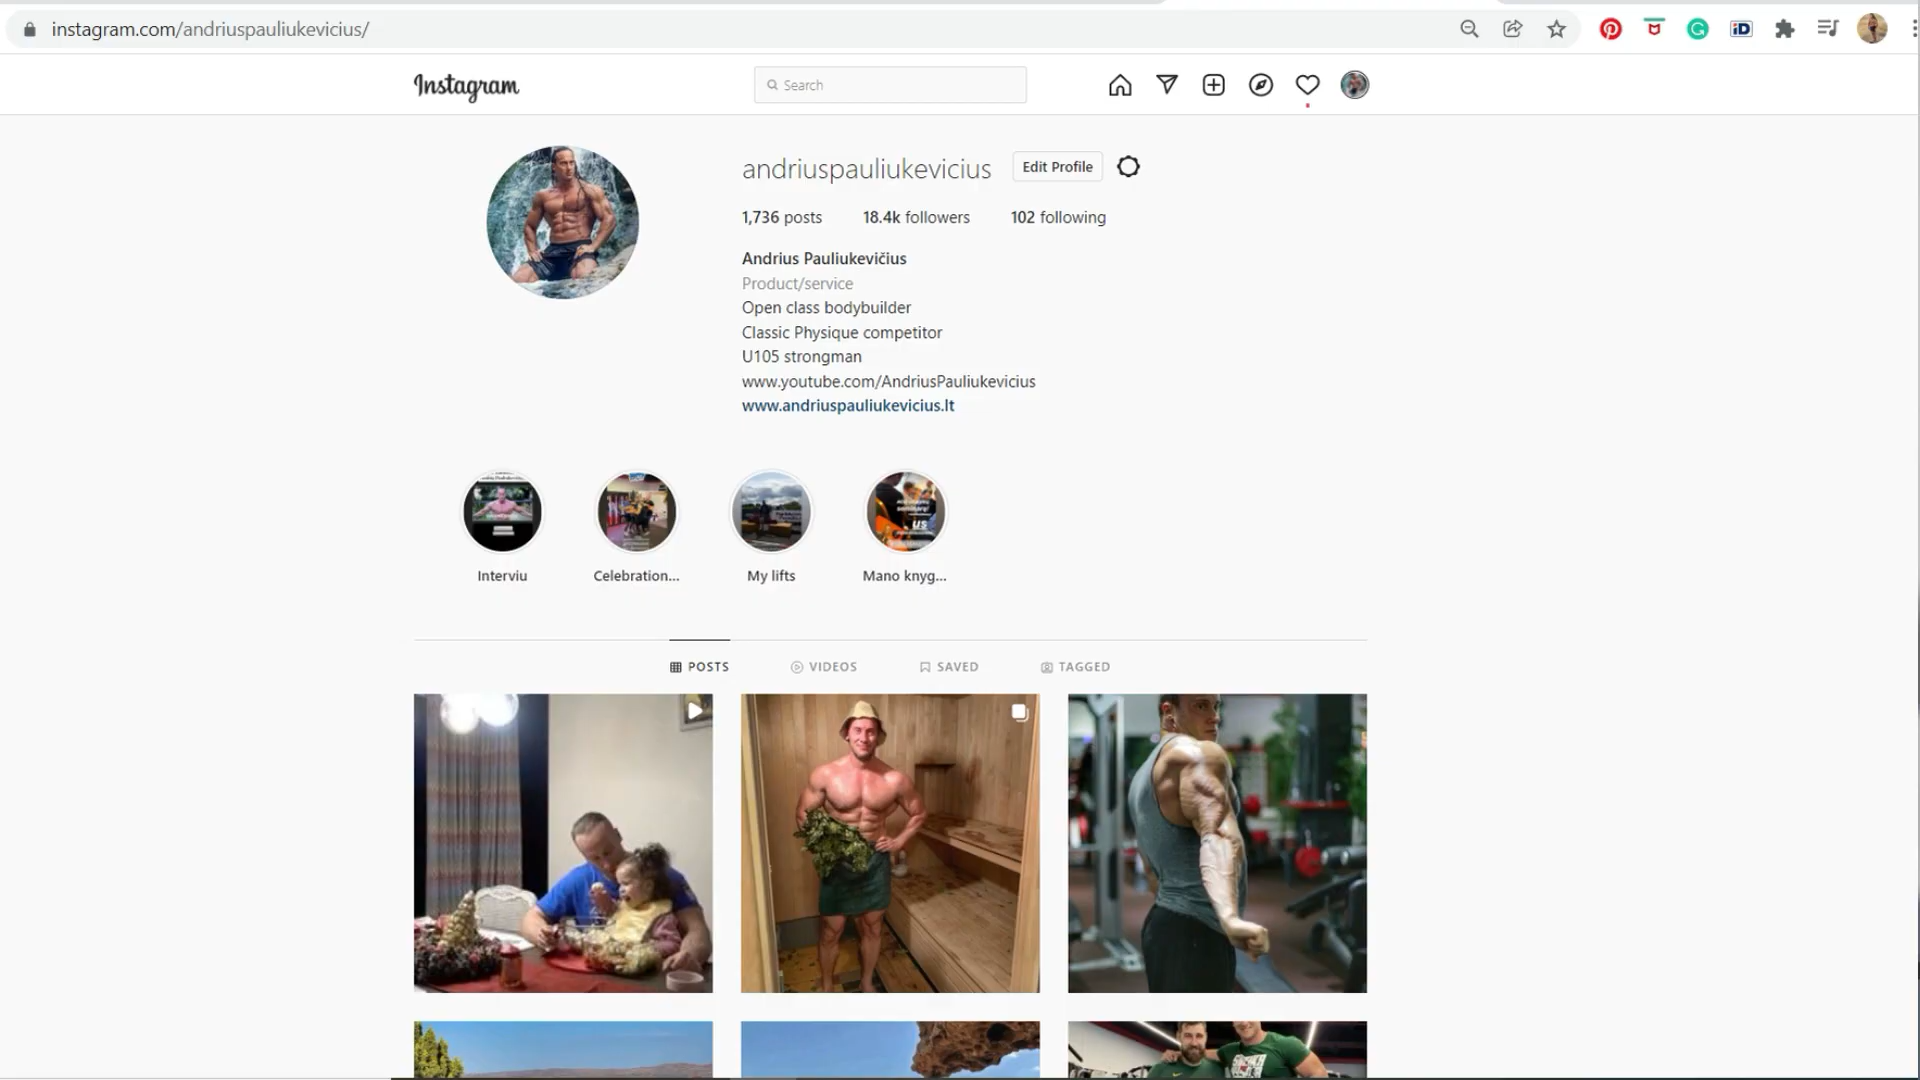 instagram.com/andriuspauliukevicius/
Instagram
Search
andriuspauliukevicius
Edit Profile
1,736 posts 18.4k followers 102 following
Andrius Pauliukevičius
Product/service
Open class bodybuilder
Classic Physique competitor
U105 strongman
www.youtube.com/AndriusPauliukevicius
www.andriuspauliukevicius.lt
Interviu Celebration... My lifts Mano knyg...
POSTS VIDEOS SAVED TAGGED